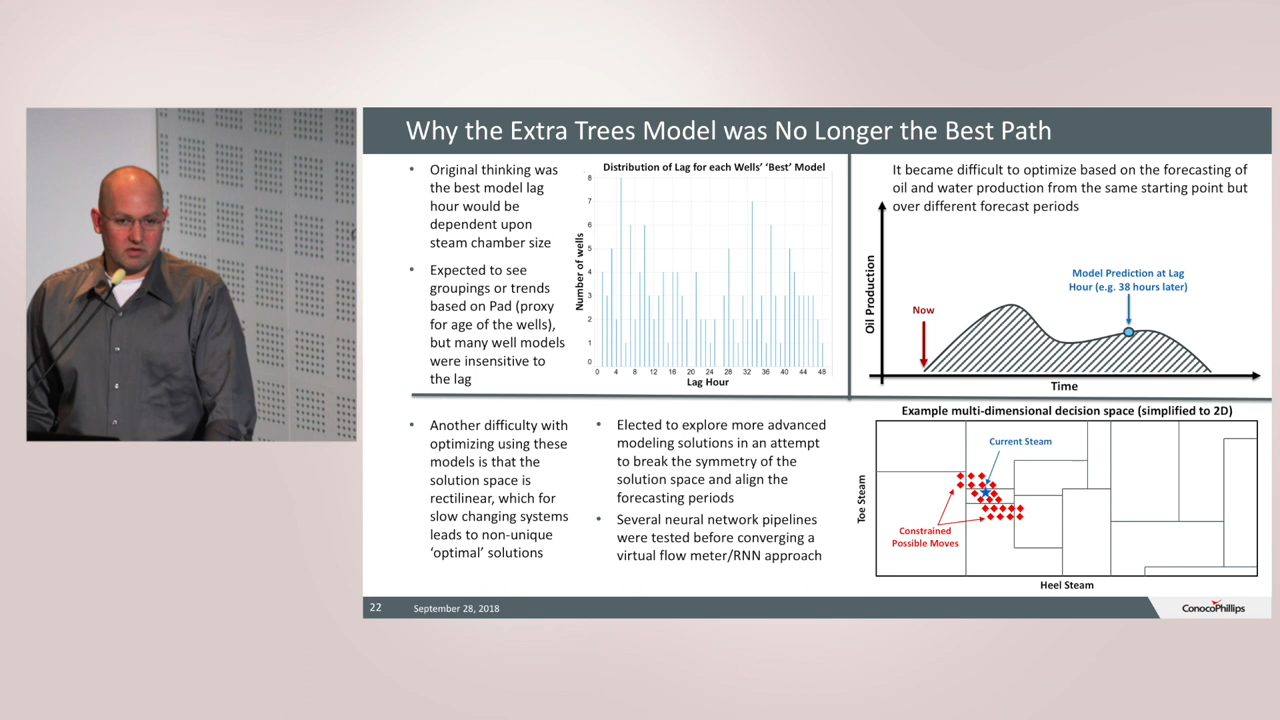 Why the Extra Trees Model was No Longer the Best Path
• Original thinking was
the best model lag
hour would be
dependent upon
steam chamber size
• Expected to see
groupings or trends
based on Pad (proxy
for age of the wells),
but many well models
were insensitive to
the lag
Distribution of Lag for each Wells’ ‘Best’ Model
Number of wells
8
7
6
5
4
3
2
1
0
0 4 8 12 16 20 24 28 32 36 40 44 48
Lag Hour
It became difficult to optimize based on the forecasting of
oil and water production from the same starting point but
over different forecast periods
Oil Production
Now
Model Prediction at Lag
Hour (e.g. 38 hours later)
Time
• Another difficulty with
optimizing using these
models is that the
solution space is
rectilinear, which for
slow changing systems
leads to non-unique
‘optimal’ solutions
• Elected to explore more advanced
modeling solutions in an attempt
to break the symmetry of the
solution space and align the
forecasting periods
• Several neural network pipelines
were tested before converging a
virtual flow meter/RNN approach
Example multi-dimensional decision space (simplified to 2D)
Toe Steam
Current Steam
Constrained
Possible Moves
Heel Steam
22 September 28, 2018
ConocoPhillips